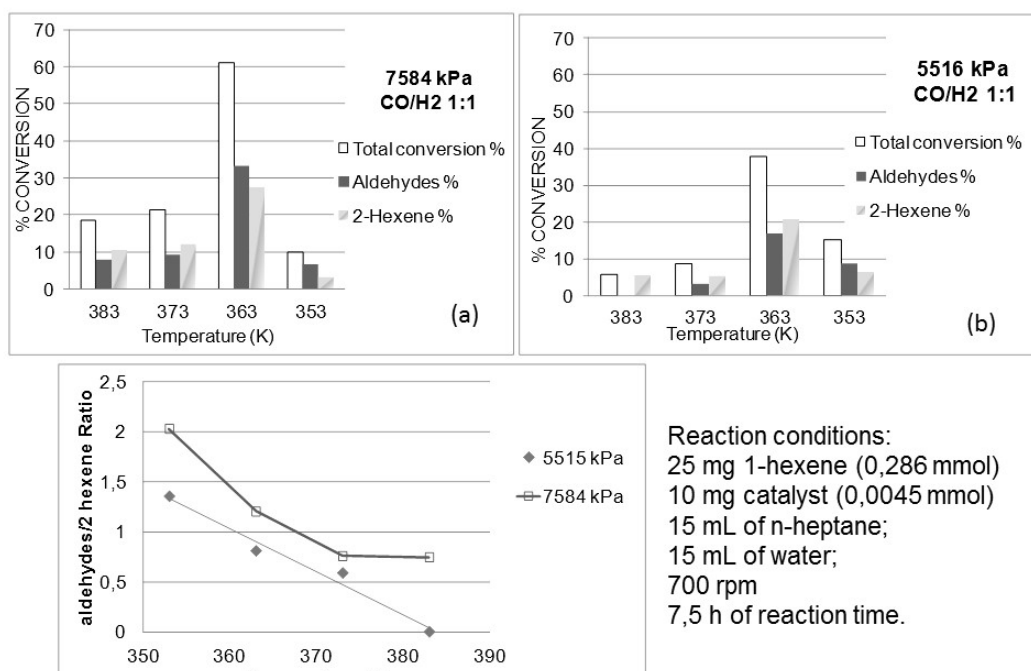 70
60
50
40
30
20
10
0
% CONVERSION
7584 kPa
CO/H2 1:1
Total conversion %
Aldehydes %
2-Hexene %
383 373 363 353
Temperature (K)
(a)
70
60
50
40
30
20
10
0
% CONVERSION
5516 kPa
CO/H2 1:1
Total conversion %
Aldehydes %
2-Hexene %
383 373 363 353
Temperature (K)
(b)
2,5
2
1,5
1
0,5
0
aldehydes/2 hexene Ratio
5515 kPa
7584 kPa
350 360 370 380 390
Reaction conditions:
25 mg 1-hexene (0,286 mmol)
10 mg catalyst (0,0045 mmol)
15 mL of n-heptane;
15 mL of water;
700 rpm
7,5 h of reaction time.